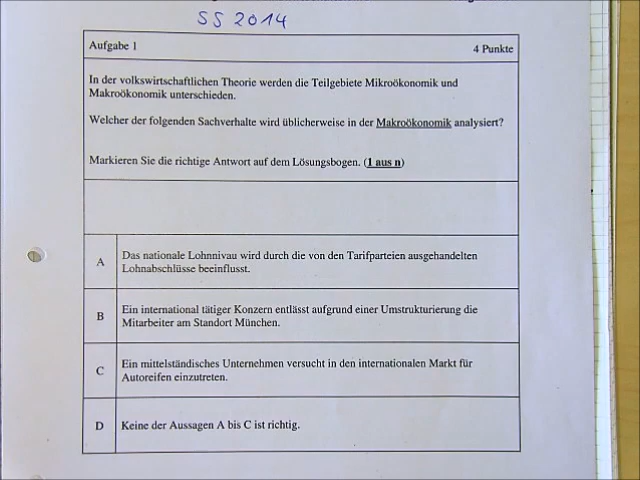 SS 2014
Aufgabe 1
4 Punkte
In der volkswirtschaftlichen Theorie werden die Teilgebiete Mikroökonomik und
Makroökonomik unterschieden.
Welcher der folgenden Sachverhalte wird üblicherweise in der Makroökonomik analysiert?
Markieren Sie die richtige Antwort auf dem Lösungsbogen. (1 aus n)
A
Das nationale Lohnnivau wird durch die von den Tarifparteien ausgehandelten
Lohnabschlüsse beeinflusst.
B
Ein international tätiger Konzern entlässt aufgrund einer Umstrukturierung die
Mitarbeiter am Standort München.
C
Ein mittelständisches Unternehmen versucht in den internationalen Markt für
Autoreifen einzutreten.
D
Keine der Aussagen A bis C ist richtig.